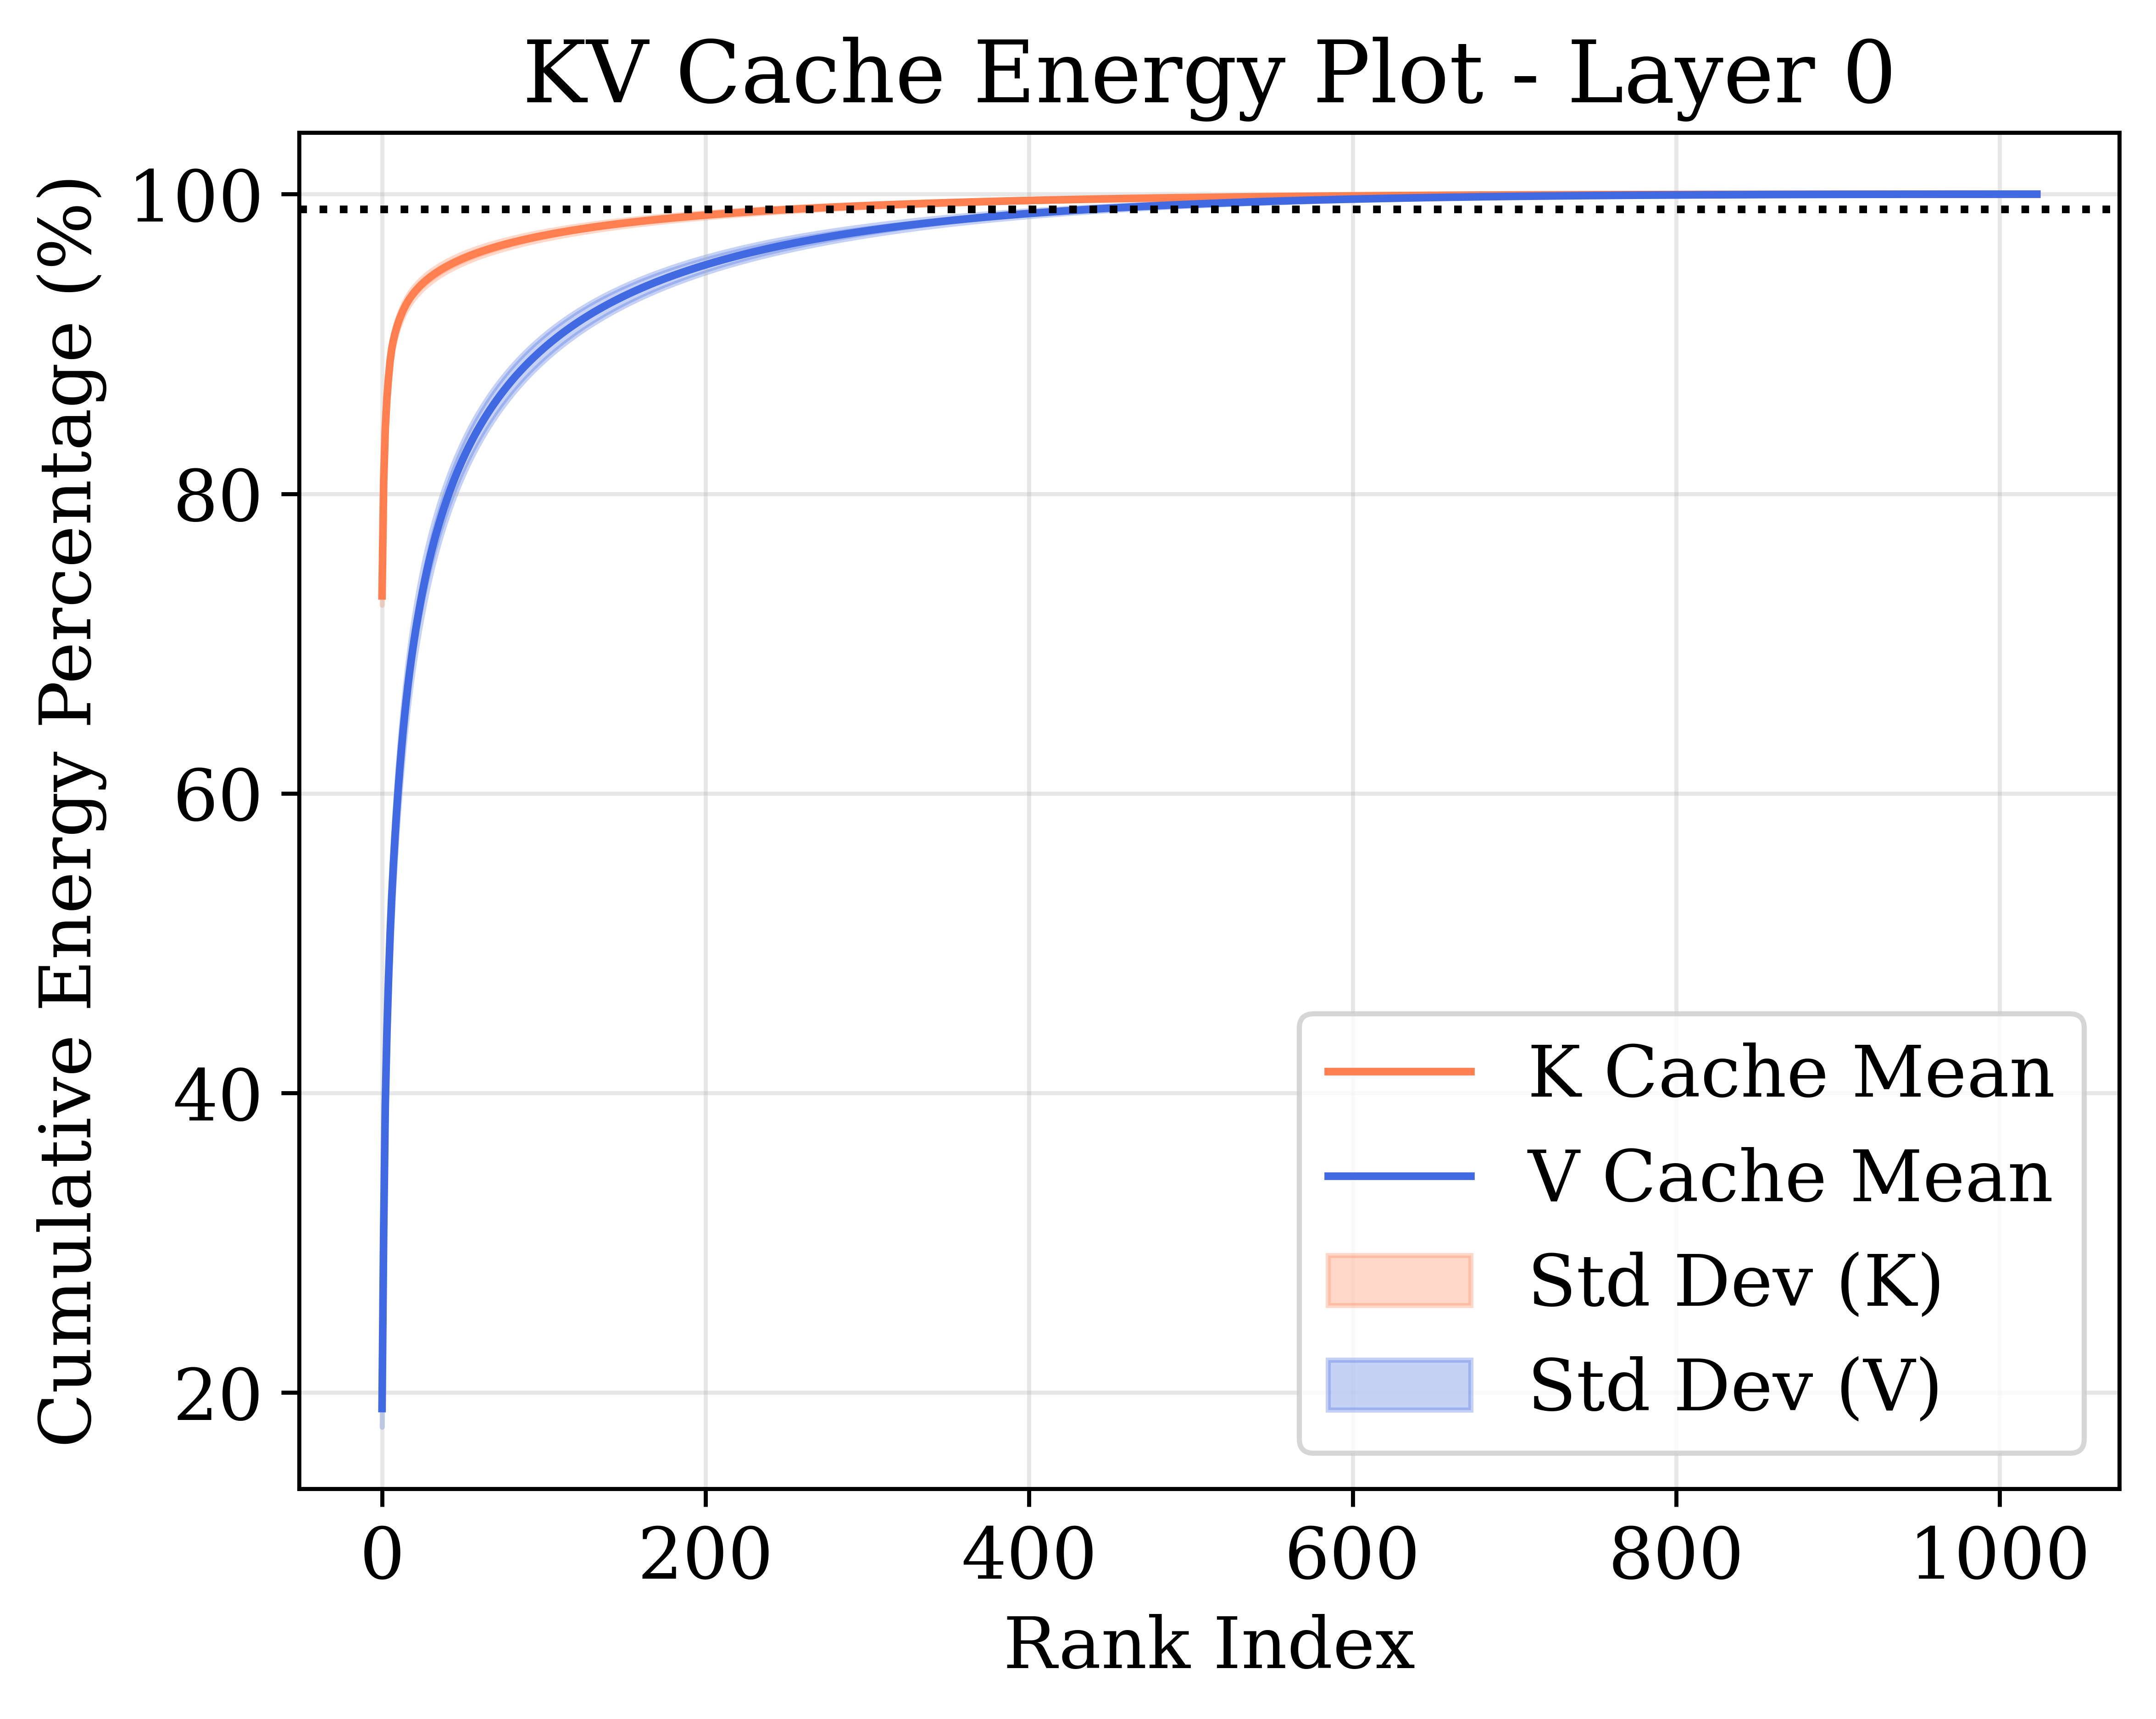 KV Cache Energy Plot - Layer 0
Cumulative Energy Percentage (%)
100
80
60
40
20
K Cache Mean
V Cache Mean
Std Dev (K)
Std Dev (V)
0 200 400 600 800 1000
Rank Index